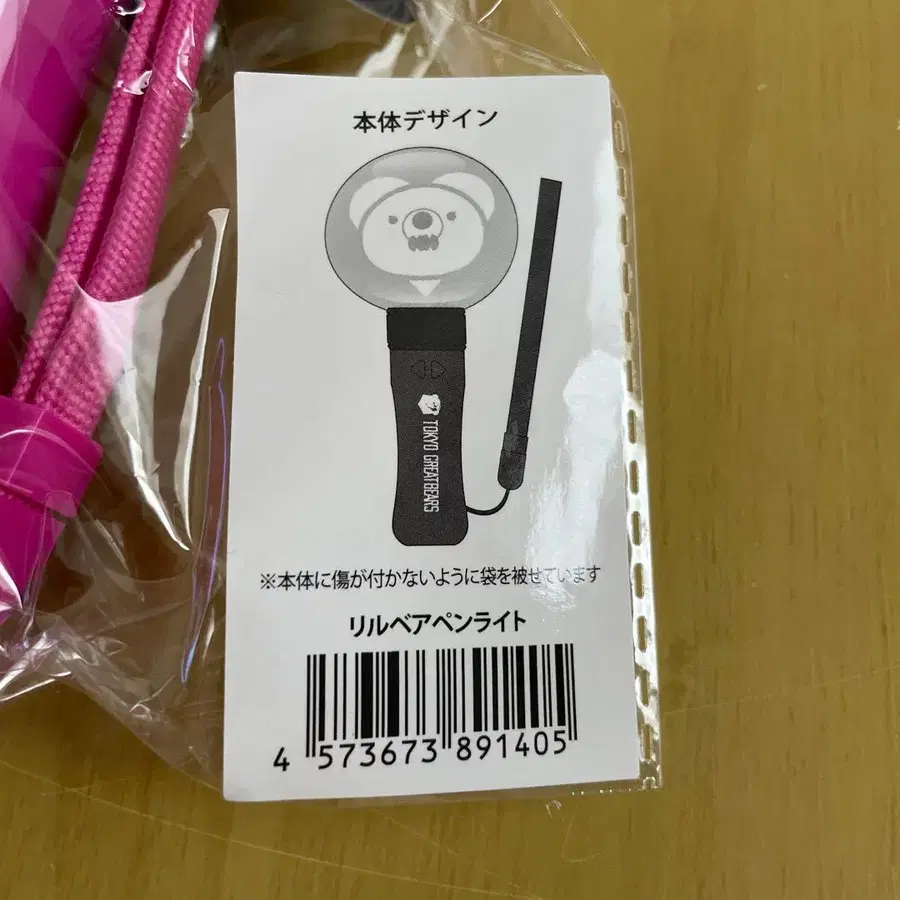 本体デザイン
TOKYO GREATBEARS
※本体に傷が付かないように袋を被せています
リルベアペンライト
4 573673 891405